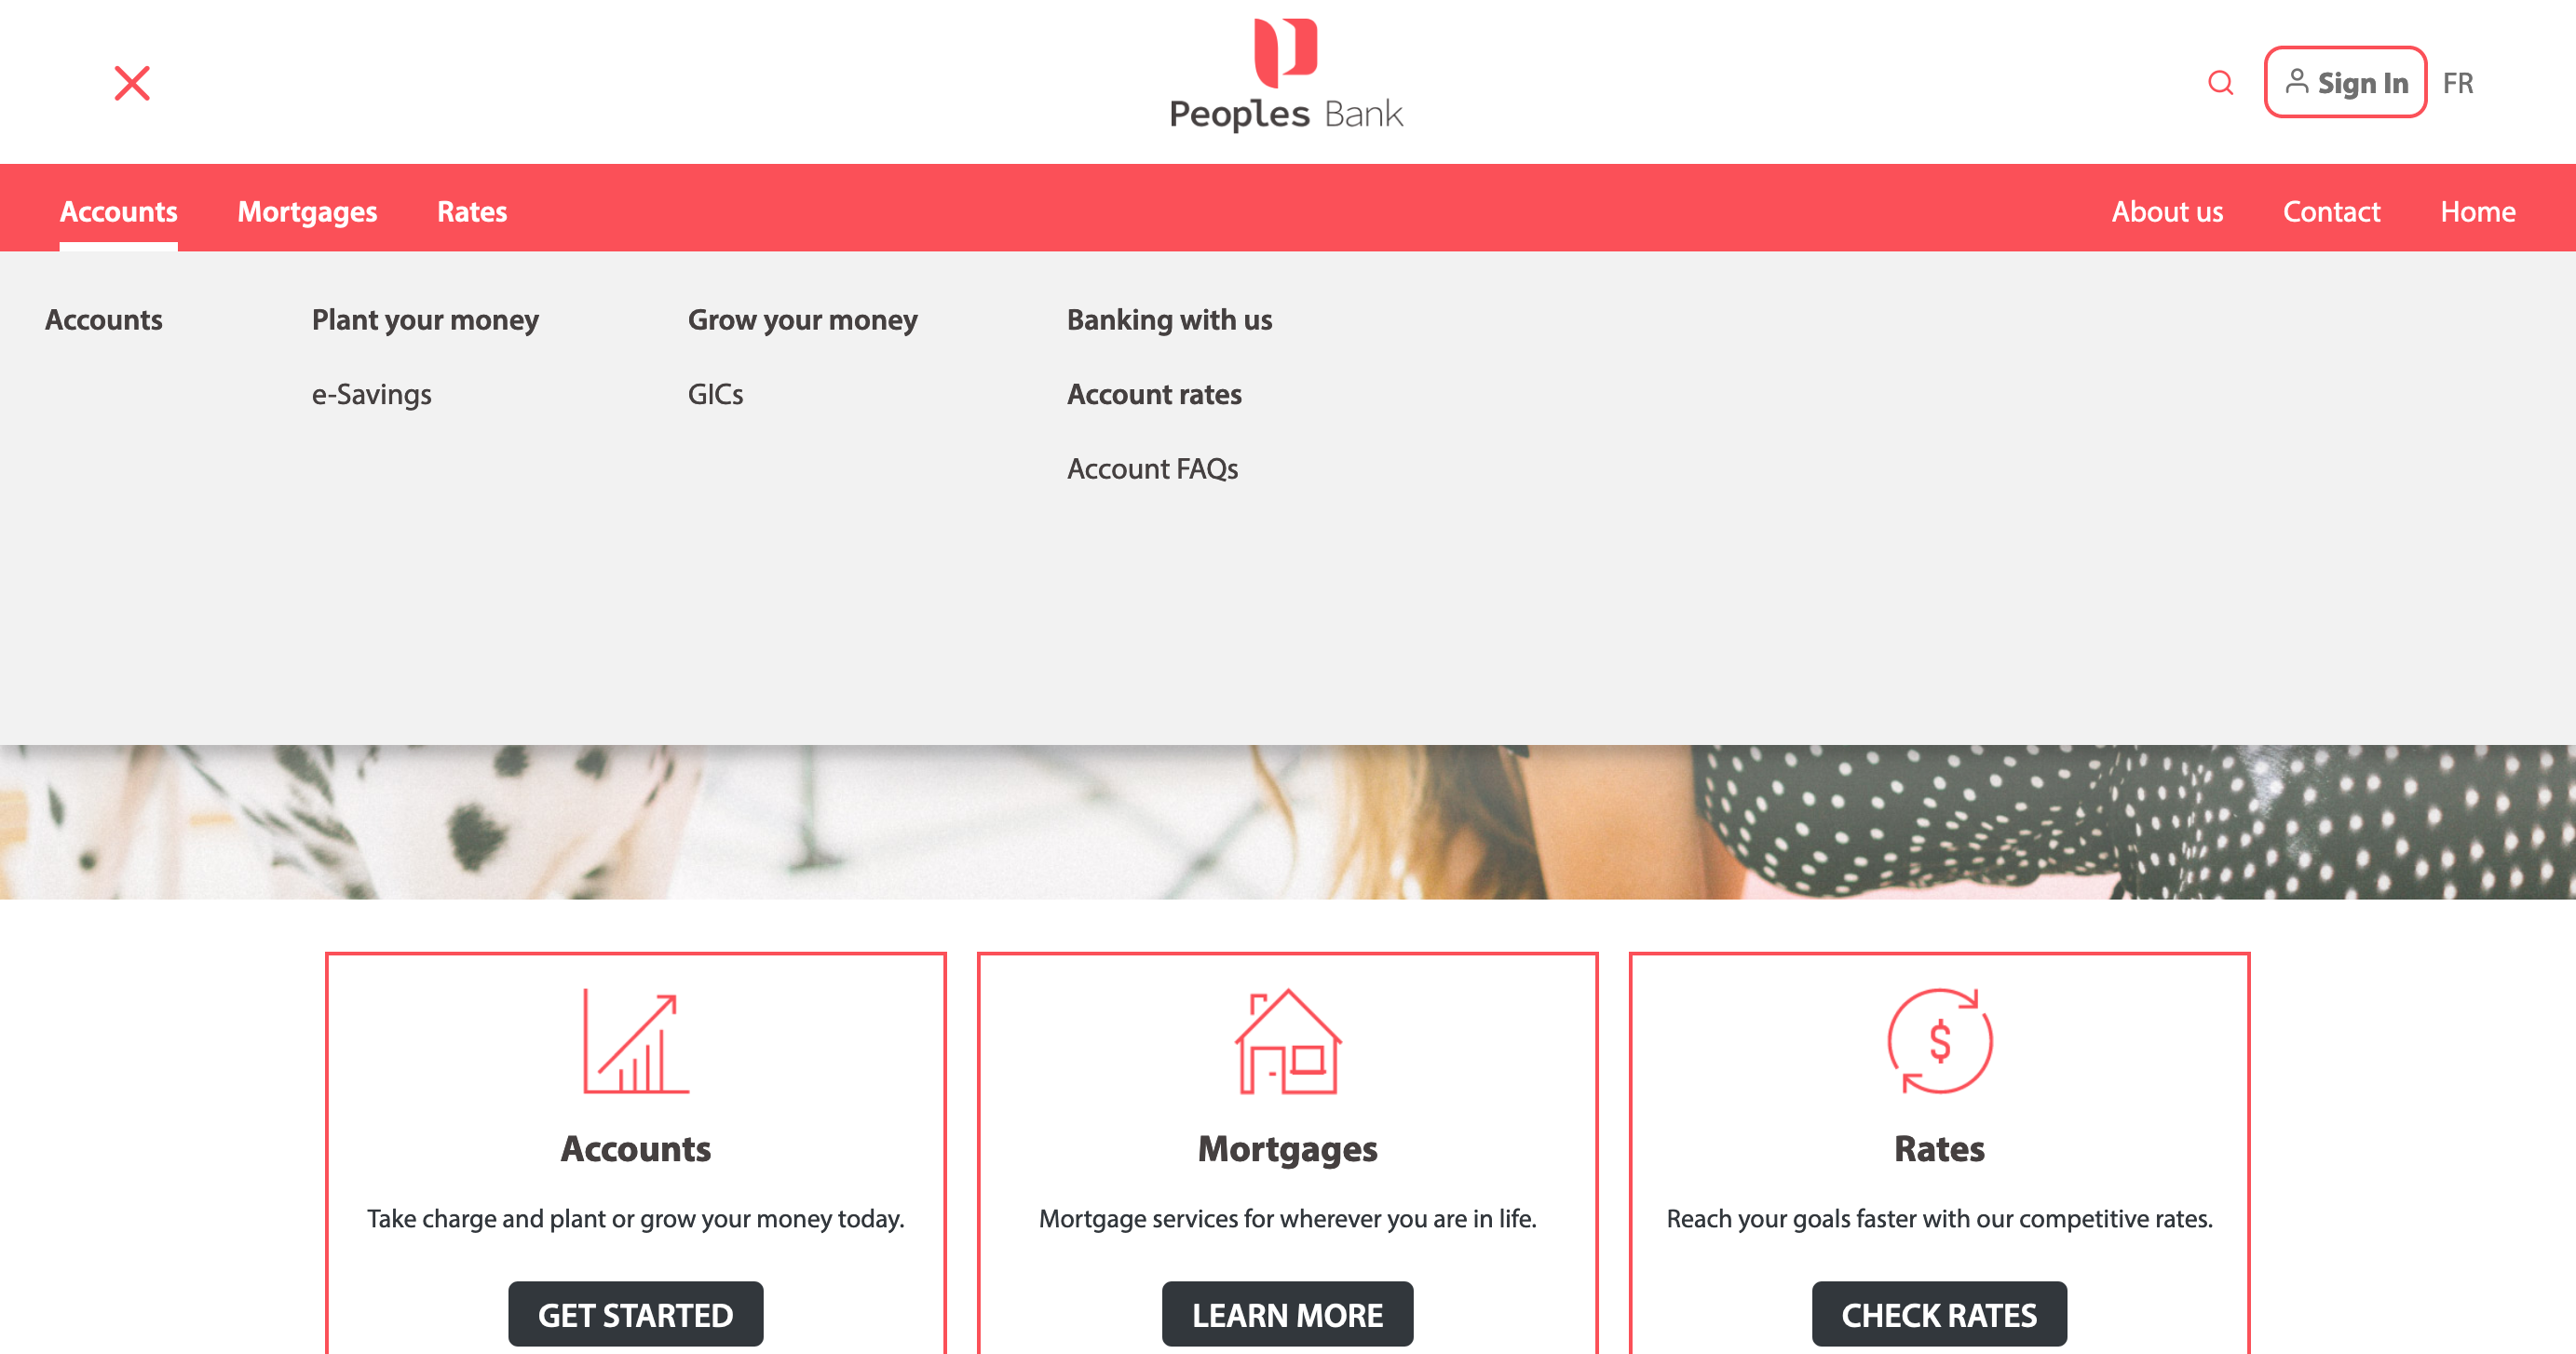 Peoples Bank
Sign In FR
Accounts Mortgages Rates About us Contact Home
Accounts
Plant your money
e-Savings
Grow your money
GICs
Banking with us
Account rates
Account FAQs
$
Accounts
Take charge and plant or grow your money today.
GET STARTED
Mortgages
Mortgage services for wherever you are in life.
LEARN MORE
Rates
Reach your goals faster with our competitive rates.
CHECK RATES